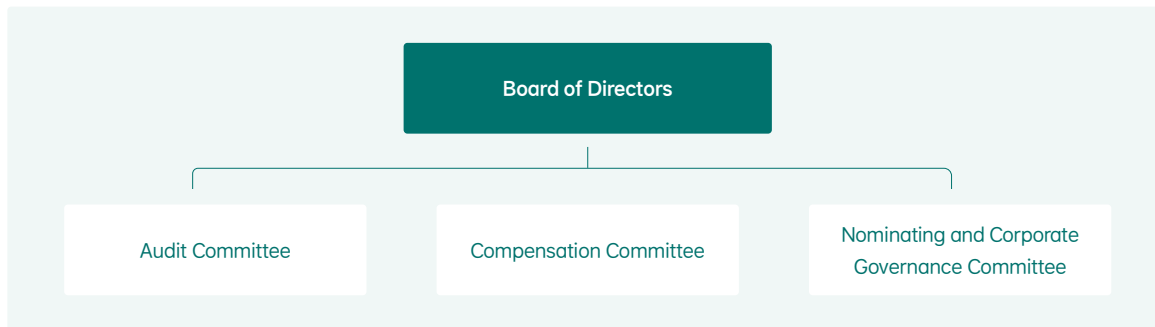 Board of Directors
Audit Committee
Compensation Committee
Nominating and Corporate
Governance Committee